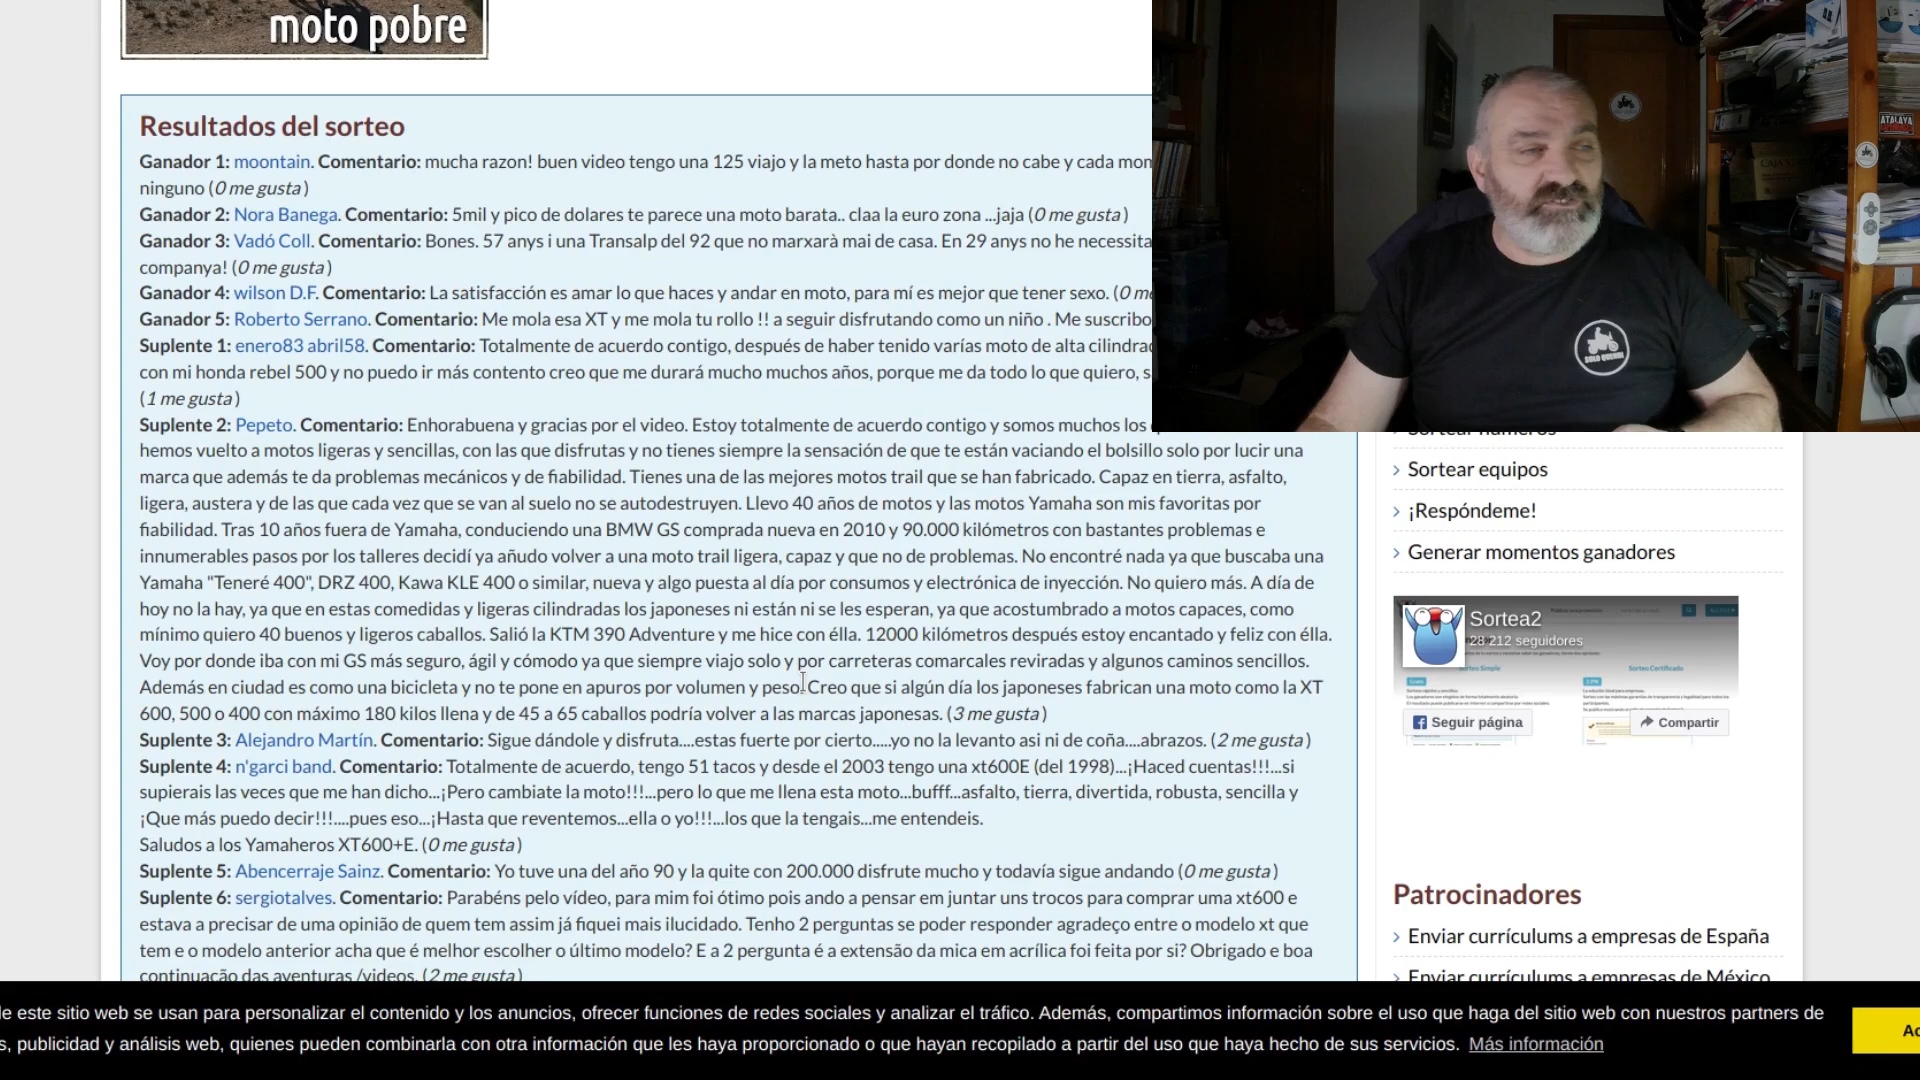 moto pobre
Resultados del sorteo
Ganador 1: moontain. Comentario: mucha razon! buen video tengo una 125 viajo y la meto hasta por donde no cabe y cada
ninguno (0 me gusta)
Ganador 2: Nora Banega. Comentario: 5mil y pico de dolares te parece una moto barata.. claa la euro zona ...jaja (0 me gusta)
Ganador 3: Vadó Coll. Comentario: Bones. 57 anys i una Transalp del 92 que no marxarà mai de casa. En 29 anys no he
companya! (0 me gusta)
Ganador 4: wilson D.F. Comentario: La satisfacción es amar lo que haces y andar en moto, para mí es mejor que tener sexo. (0
Ganador 5: Roberto Serrano. Comentario: Me mola esa XT y me mola tu rollo !! a seguir disfrutando como un niño . Me suscribo
Suplente 1: enero83 abril58. Comentario: Totalmente de acuerdo contigo, después de haber tenido varías moto de alta
con mi honda rebel 500 y no puedo ir más contento creo que me durará mucho muchos años, porque me da todo lo que quiero,
(1 me gusta)
Suplente 2: Pepeto. Comentario: Enhorabuena y gracias por el video. Estoy totalmente de acuerdo contigo y somos muchos los
hemos vuelto a motos ligeras y sencillas, con las que disfrutas y no tienes siempre la sensación de que te están vaciando el bolsillo solo por lucir una
marca que además te da problemas mecánicos y de fiabilidad. Tienes una de las mejores motos trail que se han fabricado. Capaz en tierra, asfalto,
ligera, austera y de las que cada vez que se van al suelo no se autodestruyen. Llevo 40 años de motos y las motos Yamaha son mis favoritas por
fiabilidad. Tras 10 años fuera de Yamaha, conduciendo una BMW GS comprada nueva en 2010 y 90.000 kilómetros con bastantes problemas e
innumerables pasos por los talleres decidí ya añudo volver a una moto trail ligera, capaz y que no de problemas. No encontré nada ya que buscaba una
Yamaha "Teneré 400", DRZ 400, Kawa KLE 400 o similar, nueva y algo puesta al día por consumos y electrónica de inyección. No quiero más. A día de
hoy no la hay, ya que en estas comedidas y ligeras cilindradas los japoneses ni están ni se les esperan, ya que acostumbrado a motos capaces, como
mínimo quiero 40 buenos y ligeros caballos. Salió la KTM 390 Adventure y me hice con élla. 12000 kilómetros después estoy encantado y feliz con élla.
Voy por donde iba con mi GS más seguro, ágil y cómodo ya que siempre viajo solo y por carreteras comarcales reviradas y algunos caminos sencillos.
Además en ciudad es como una bicicleta y no te pone en apuros por volumen y peso. Creo que si algún día los japoneses fabrican una moto como la XT
600, 500 o 400 con máximo 180 kilos llena y de 45 a 65 caballos podría volver a las marcas japonesas. (3 me gusta)
Suplente 3: Alejandro Martín. Comentario: Sigue dándole y disfruta....estas fuerte por cierto.....yo no la levanto asi ni de coña....abrazos. (2 me gusta)
Suplente 4: n'garci band. Comentario: Totalmente de acuerdo, tengo 51 tacos y desde el 2003 tengo una xt600E (del 1998)...¡Haced cuentas!!!...si
supierais las veces que me han dicho...¡Pero cambiate la moto!!!...pero lo que me llena esta moto...bufff...asfalto, tierra, divertida, robusta, sencilla y
¡Que más puedo decir!!!....pues eso...¡Hasta que reventemos...ella o yo!!!...los que la tengais...me entendeis.
Saludos a los Yamaheros XT600+E. (0 me gusta)
Suplente 5: Abencerraje Sainz. Comentario: Yo tuve una del año 90 y la quite con 200.000 disfrute mucho y todavía sigue andando (0 me gusta)
Suplente 6: sergiotalves. Comentario: Parabéns pelo vídeo, para mim foi ótimo pois ando a pensar em juntar uns trocos para comprar uma xt600 e
estava a precisar de uma opinião de quem tem assim já fiquei mais ilucidado. Tenho 2 perguntas se poder responder agradeço entre o modelo xt que
tem e o modelo anterior acha que é melhor escolher o último modelo? E a 2 pergunta é a extensão da mica em acrílica foi feita por si? Obrigado e boa
continuação das aventuras /videos. (2 me gusta)
ATALAYA
SOLO QUERER
Sortear números
Sortear equipos
¡Respóndeme!
Generar momentos ganadores
Sortea2
28 212 seguidores
Sorteo Simple
Sorteo Certificado
Seguir página
Compartir
Patrocinadores
Enviar currículums a empresas de España
Enviar currículums a empresas de México
de este sitio web se usan para personalizar el contenido y los anuncios, ofrecer funciones de redes sociales y analizar el tráfico. Además, compartimos información sobre el uso que haga del sitio web con nuestros partners de
publicidad y análisis web, quienes pueden combinarla con otra información que les haya proporcionado o que hayan recopilado a partir del uso que haya hecho de sus servicios. Más información